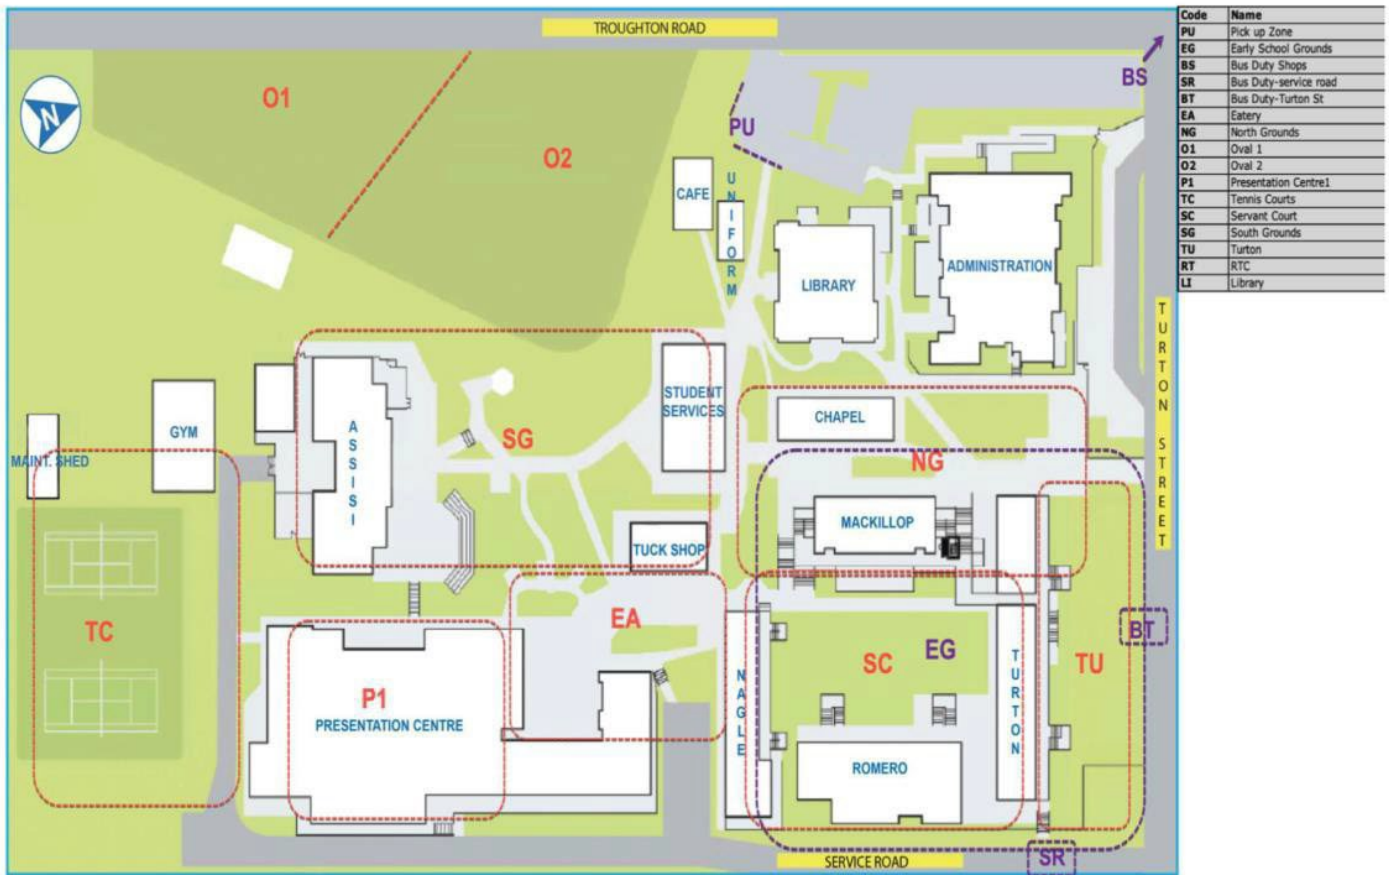 TROUGHTON ROAD
Code Name
PU Pick up Zone
EG Early School Grounds
BS Bus Duty Shops
SR Bus Duty-service road
BT Bus Duty-Turton St
EA Eatery
NG North Grounds
O1 Oval 1
O2 Oval 2
P1 Presentation Centre1
TC Tennis Courts
SC Servant Court
SG South Grounds
TU Turton
RT RTC
LI Library
BS
N
O1
O2
PU
CAFE
UNIFORM
LIBRARY
ADMINISTRATION
TURTON STREET
STUDENT
SERVICES
CHAPEL
GYM
ASSISI
SG
MAINT. SHED
NG
MACKILLOP
TUCK SHOP
TC
EA
SC
EG
TU
BT
P1
PRESENTATION CENTRE
NAGLE
TURTON
ROMERO
SERVICE ROAD
SR